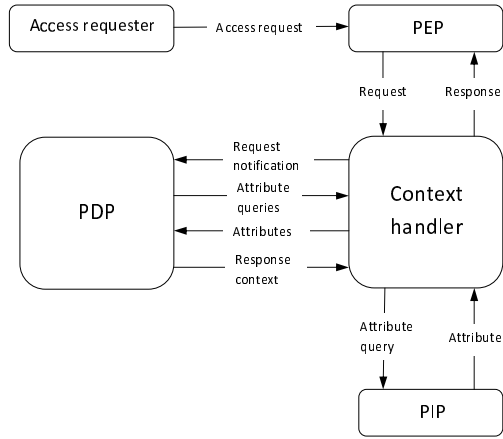 Access requester
Access request
PEP
Request
Response
Request
notification
Attribute
queries
Attributes
Response
context
PDP
Context
handler
Attribute
query
Attribute
PIP